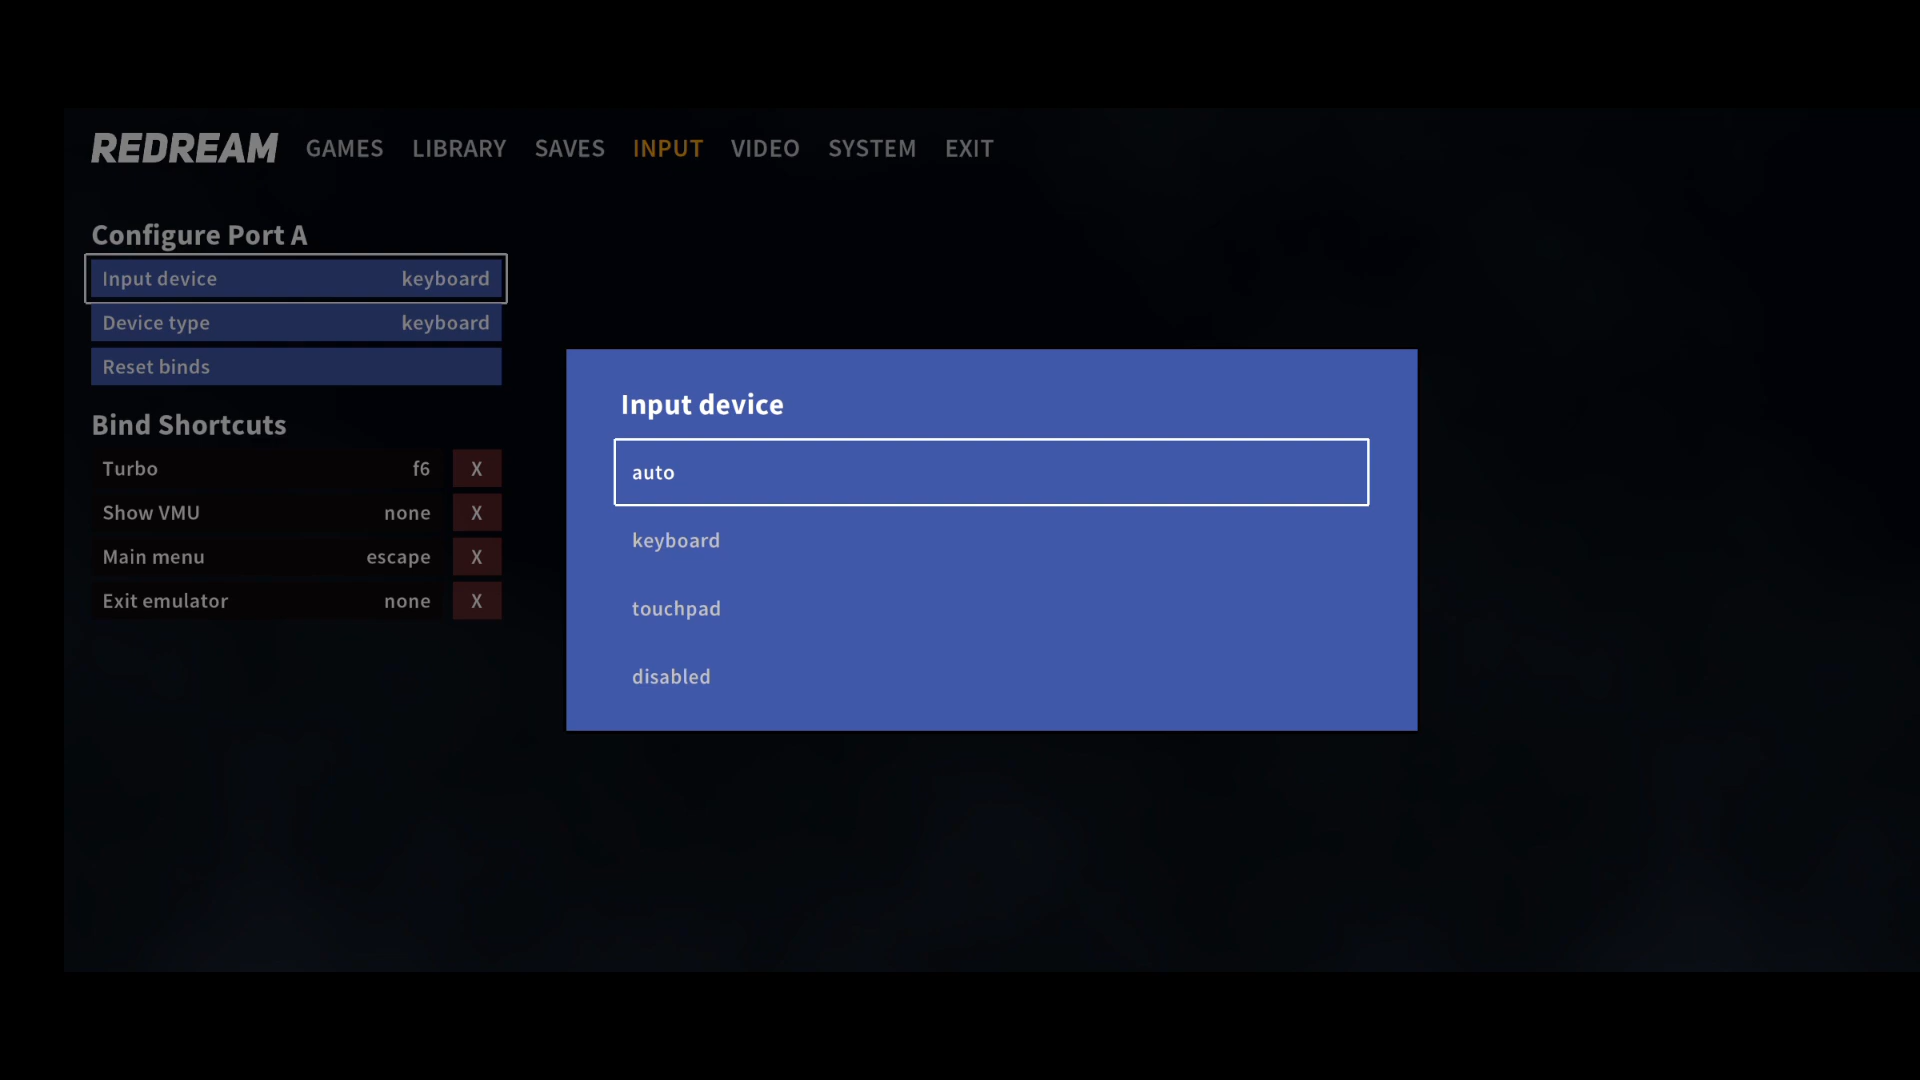 REDREAM GAMES LIBRARY SAVES INPUT VIDEO SYSTEM EXIT
Configure Port A
Input device keyboard
Device type keyboard
Reset binds
Bind Shortcuts
Turbo f6 X
Show VMU none X
Main menu escape X
Exit emulator none X
Input device
auto
keyboard
touchpad
disabled